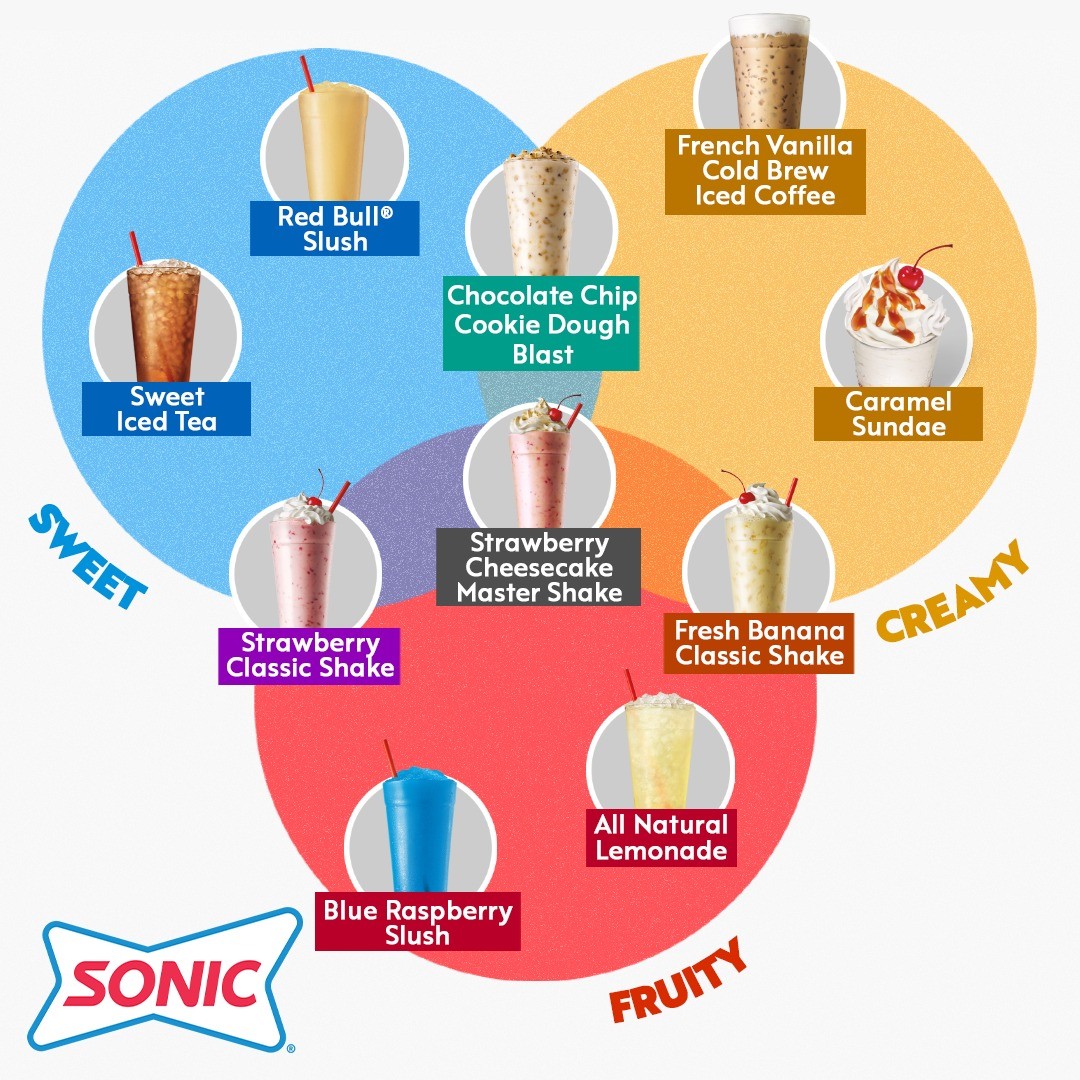 French Vanilla
Cold Brew
Iced Coffee
Red Bull®
Slush
Chocolate Chip
Cookie Dough
Blast
Sweet
Iced Tea
Caramel
Sundae
SWEET
Strawberry
Cheesecake
Master Shake
CREAMY
Strawberry
Classic Shake
Fresh Banana
Classic Shake
All Natural
Lemonade
Blue Raspberry
Slush
FRUITY
SONIC
®